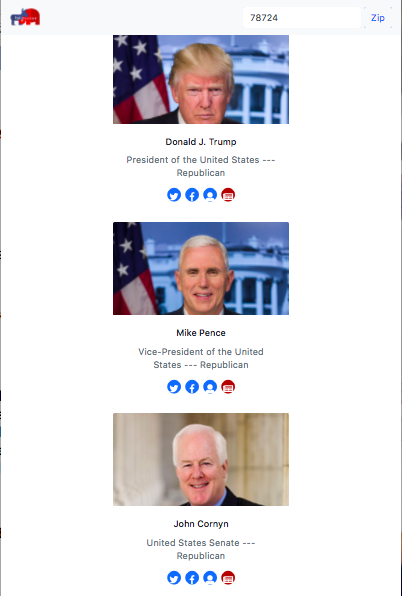 78724
Zip
Donald J. Trump
President of the United States ---
Republican
Mike Pence
Vice-President of the United
States --- Republican
John Cornyn
United States Senate ---
Republican